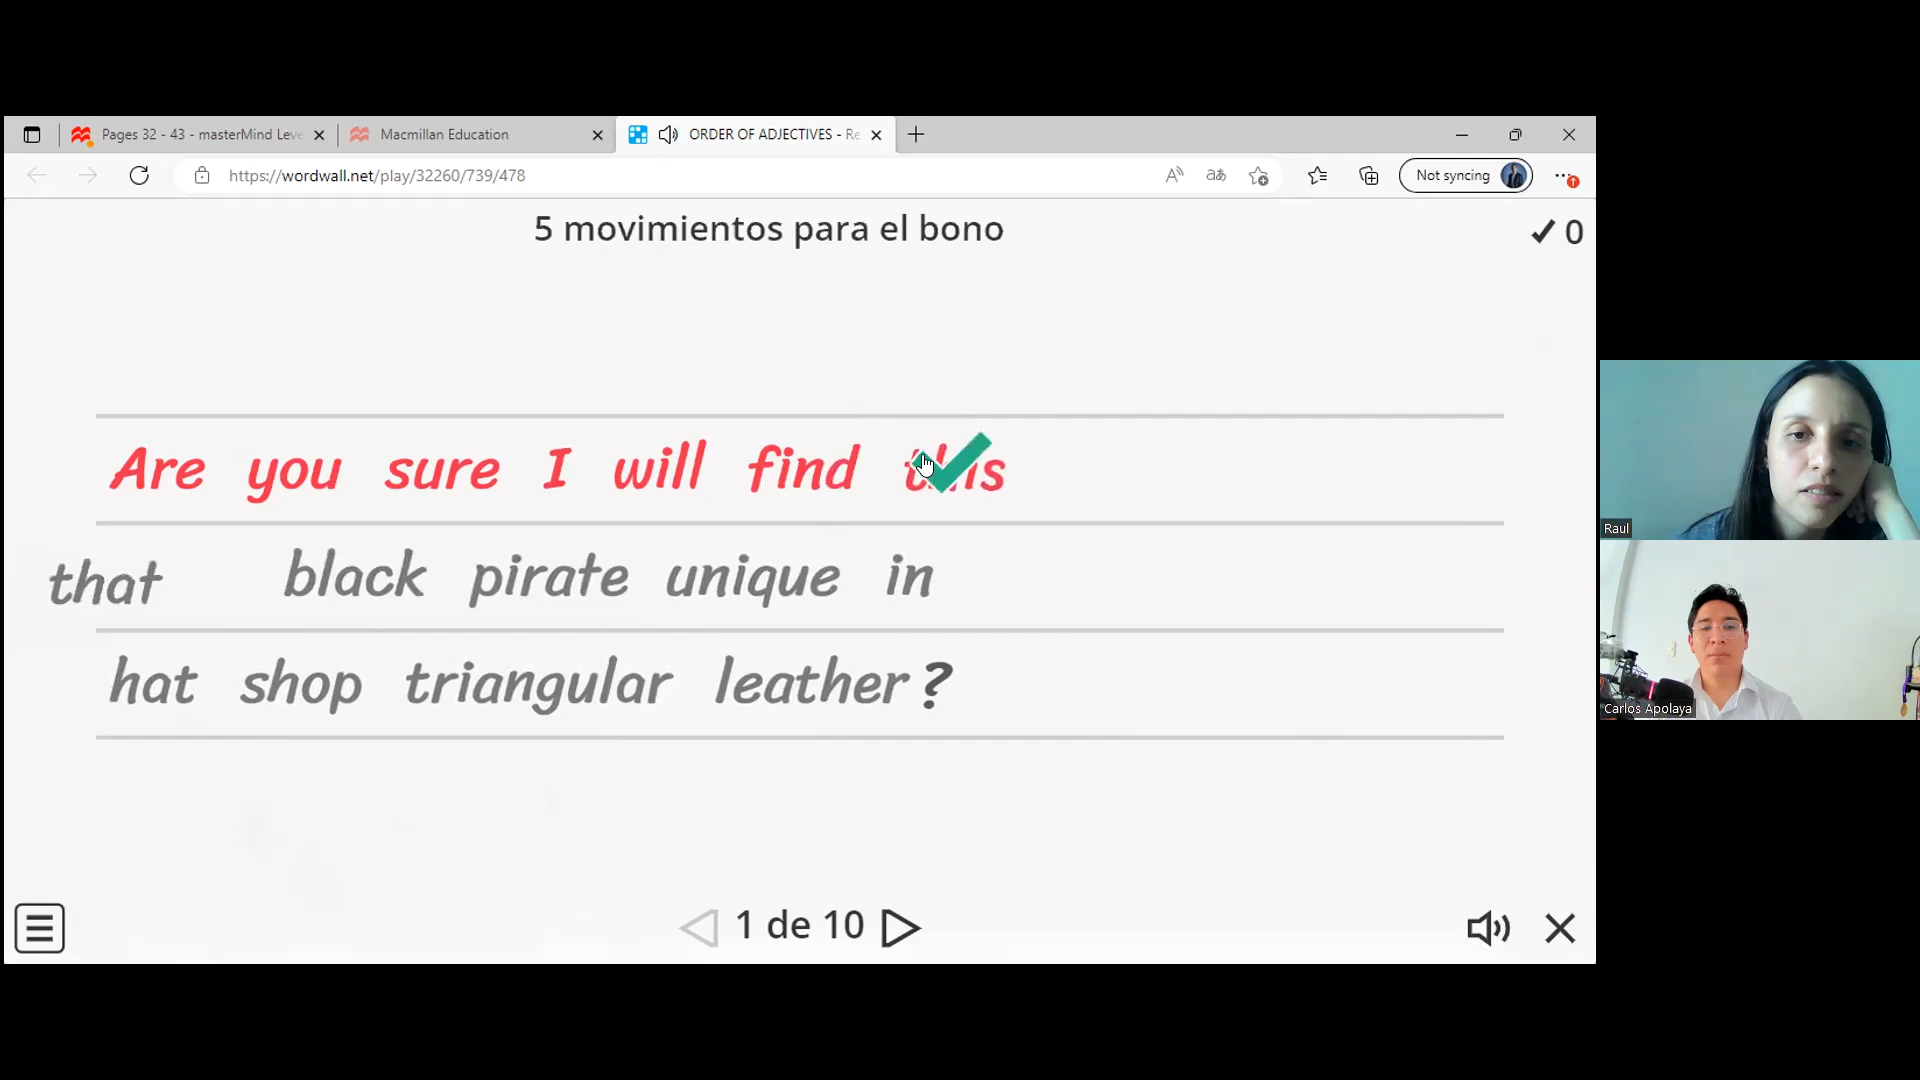 Pages 32 - 43 - masterMind Leve
Macmillan Education
ORDER OF ADJECTIVES - Re
https://wordwall.net/play/32260/739/478
Not syncing
5 movimientos para el bono
0
Are you sure I will find this
that black pirate unique in
hat shop triangular leather?
Raul
Carlos Apolaya
1 de 10